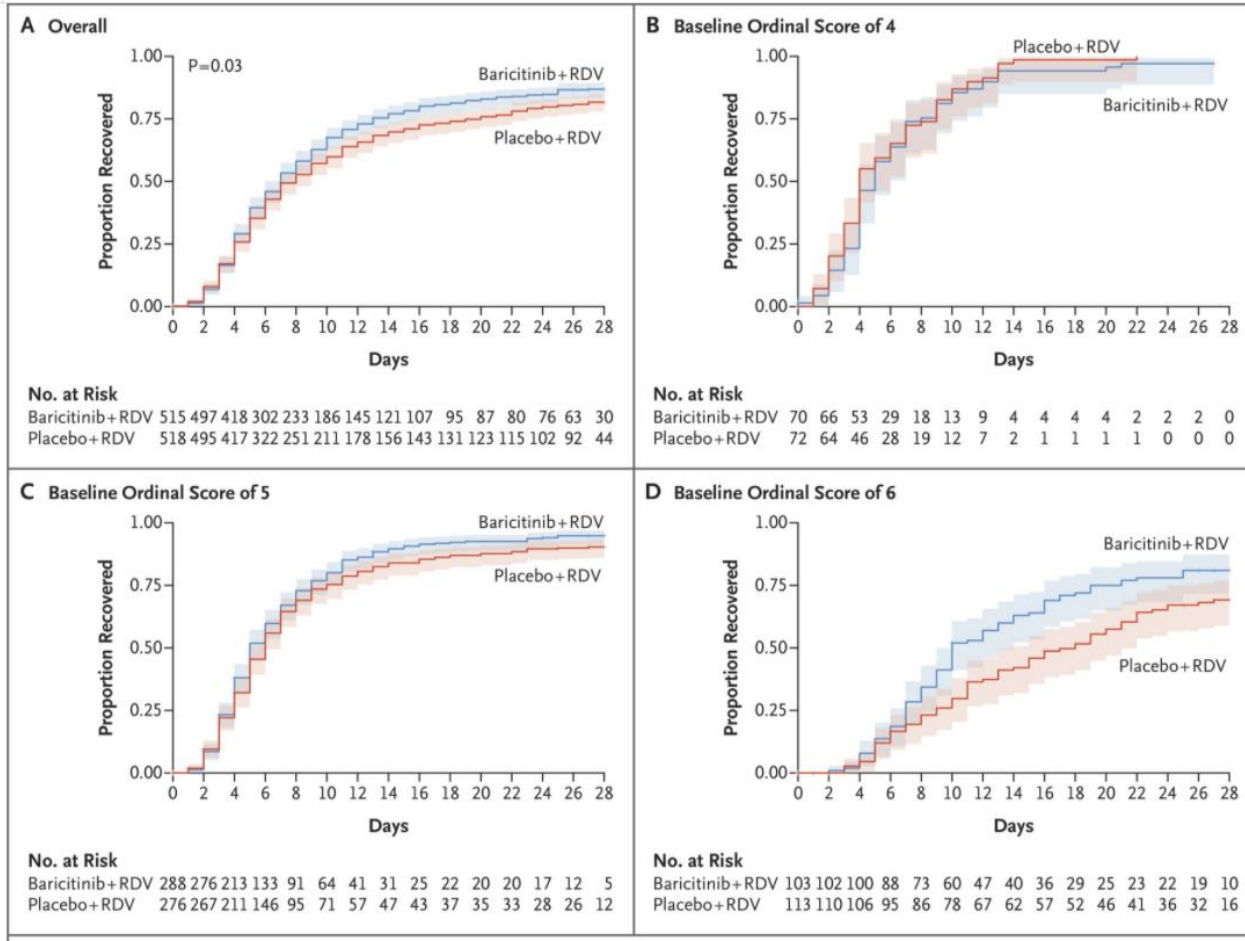 A Overall
P=0.03
Baricitinib+RDV
Placebo+RDV
Proportion Recovered
1.00
0.75
0.50
0.25
0.00
0 2 4 6 8 10 12 14 16 18 20 22 24 26 28
Days
No. at Risk
Baricitinib+RDV 515 497 418 302 233 186 145 121 107 95 87 80 76 63 30
Placebo+RDV 518 495 417 322 251 211 178 156 143 131 123 115 102 92 44
B Baseline Ordinal Score of 4
Placebo+RDV
Baricitinib+RDV
Proportion Recovered
1.00
0.75
0.50
0.25
0.00
0 2 4 6 8 10 12 14 16 18 20 22 24 26 28
Days
No. at Risk
Baricitinib+RDV 70 66 53 29 18 13 9 4 4 4 4 2 2 2 0
Placebo+RDV 72 64 46 28 19 12 7 2 1 1 1 1 0 0 0
C Baseline Ordinal Score of 5
Baricitinib+RDV
Placebo+RDV
Proportion Recovered
1.00
0.75
0.50
0.25
0.00
0 2 4 6 8 10 12 14 16 18 20 22 24 26 28
Days
No. at Risk
Baricitinib+RDV 288 276 213 133 91 64 41 31 25 22 20 20 17 12 5
Placebo+RDV 276 267 211 146 95 71 57 47 43 37 35 33 28 26 12
D Baseline Ordinal Score of 6
Baricitinib+RDV
Placebo+RDV
Proportion Recovered
1.00
0.75
0.50
0.25
0.00
0 2 4 6 8 10 12 14 16 18 20 22 24 26 28
Days
No. at Risk
Baricitinib+RDV 103 102 100 88 73 60 47 40 36 29 25 23 22 19 10
Placebo+RDV 113 110 106 95 86 78 67 62 57 52 46 41 36 32 16